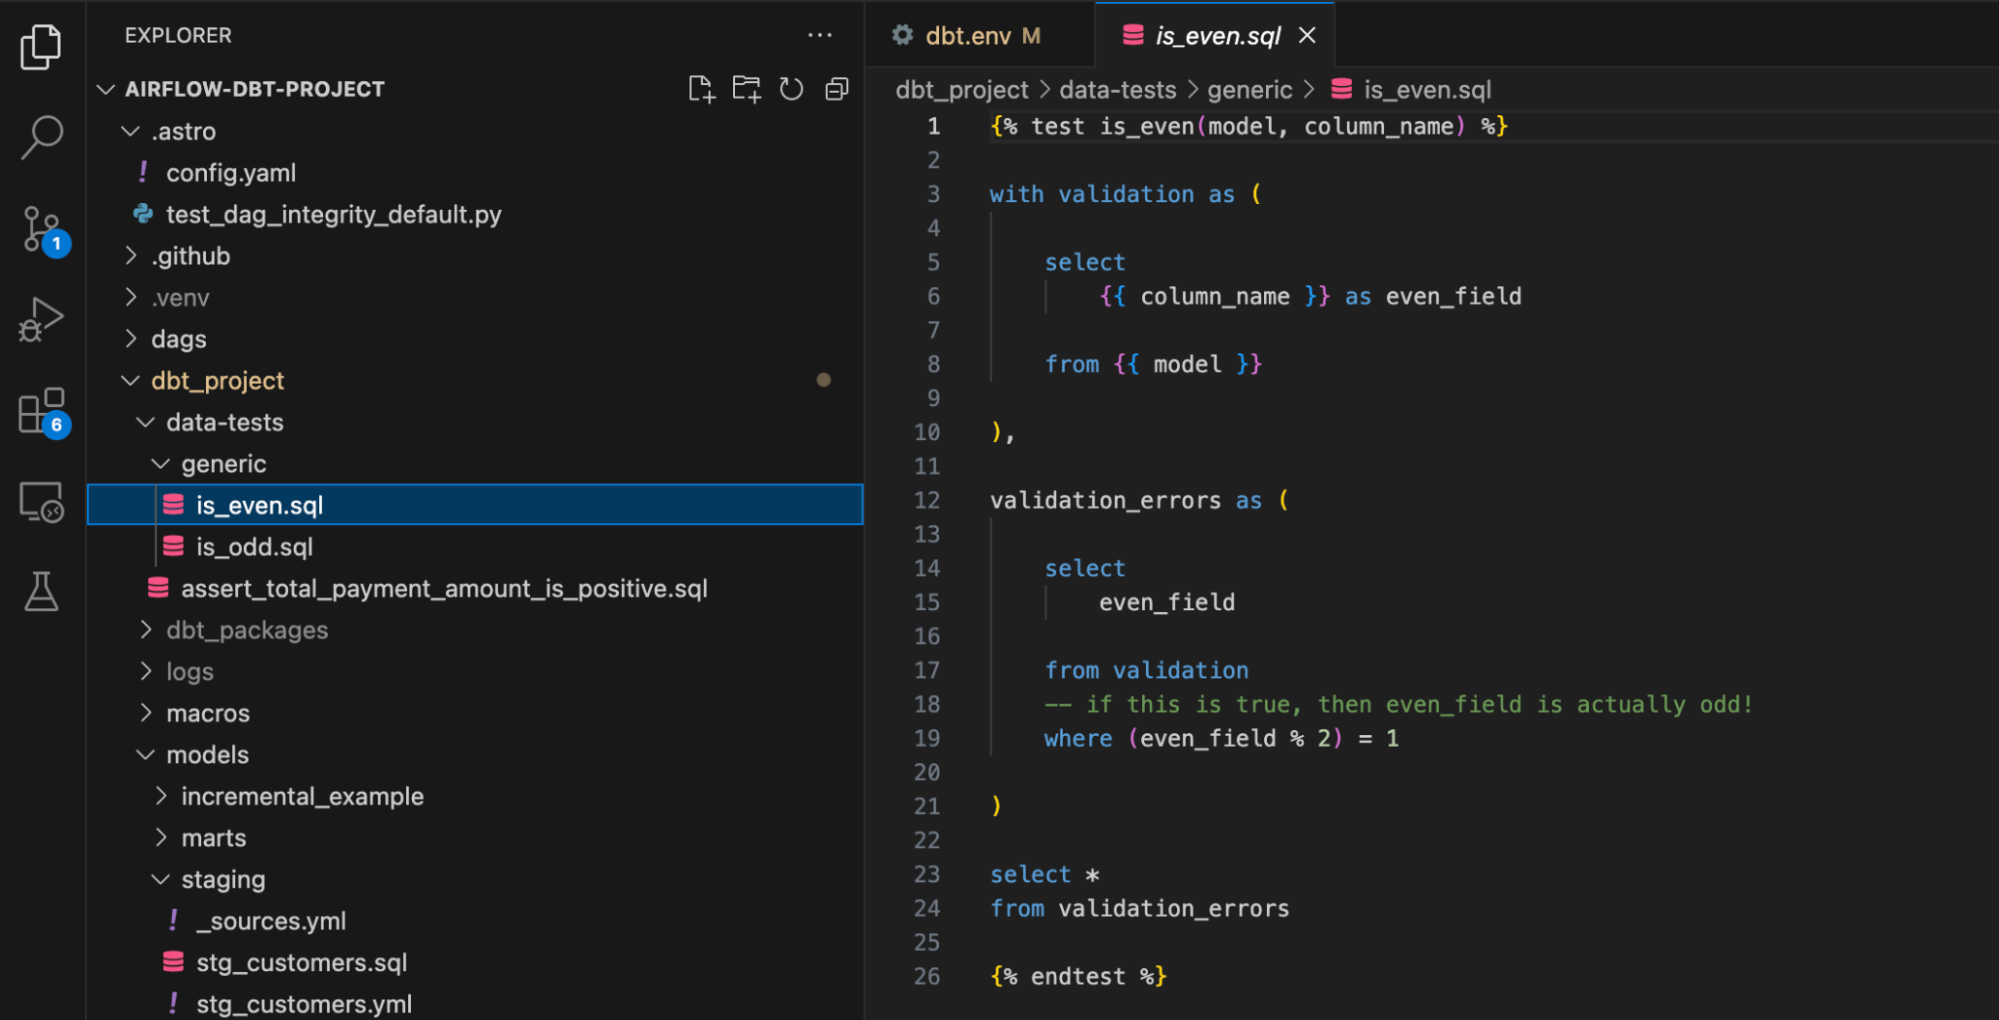 EXPLORER
AIRFLOW-DBT-PROJECT
.astro
! config.yaml
test_dag_integrity_default.py
.github
.venv
dags
dbt_project
data-tests
generic
is_even.sql
is_odd.sql
assert_total_payment_amount_is_positive.sql
dbt_packages
logs
macros
models
incremental_example
marts
staging
! _sources.yml
stg_customers.sql
! stg_customers.yml
1
6
dbt.env M
is_even.sql
dbt_project > data-tests > generic > is_even.sql
1 {% test is_even(model, column_name) %}
2
3 with validation as (
4
5 select
6 {{ column_name }} as even_field
7
8 from {{ model }}
9
10 ),
11
12 validation_errors as (
13
14 select
15 even_field
16
17 from validation
18 -- if this is true, then even_field is actually odd!
19 where (even_field % 2) = 1
20
21 )
22
23 select *
24 from validation_errors
25
26 {% endtest %}